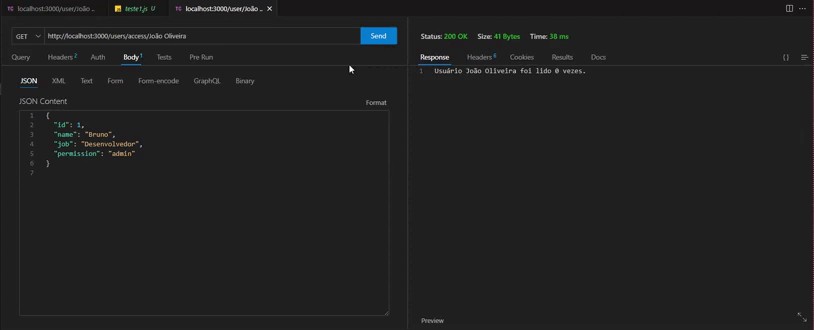 TC localhost:3000/user/João .. JS teste1.js U TC localhost:3000/user/João .. ✕
GET http://localhost:3000/users/access/João Oliveira Send
Query Headers 2 Auth Body 1 Tests Pre Run
JSON XML Text Form Form-encode GraphQL Binary
JSON Content Format
1 {
2 "id": 1,
3 "name": "Bruno",
4 "job": "Desenvolvedor",
5 "permission": "admin"
6 }
7
Status: 200 OK Size: 41 Bytes Time: 38 ms
Response Headers 6 Cookies Results Docs { }
1 Usuário João Oliveira foi lido 0 vezes.
Preview